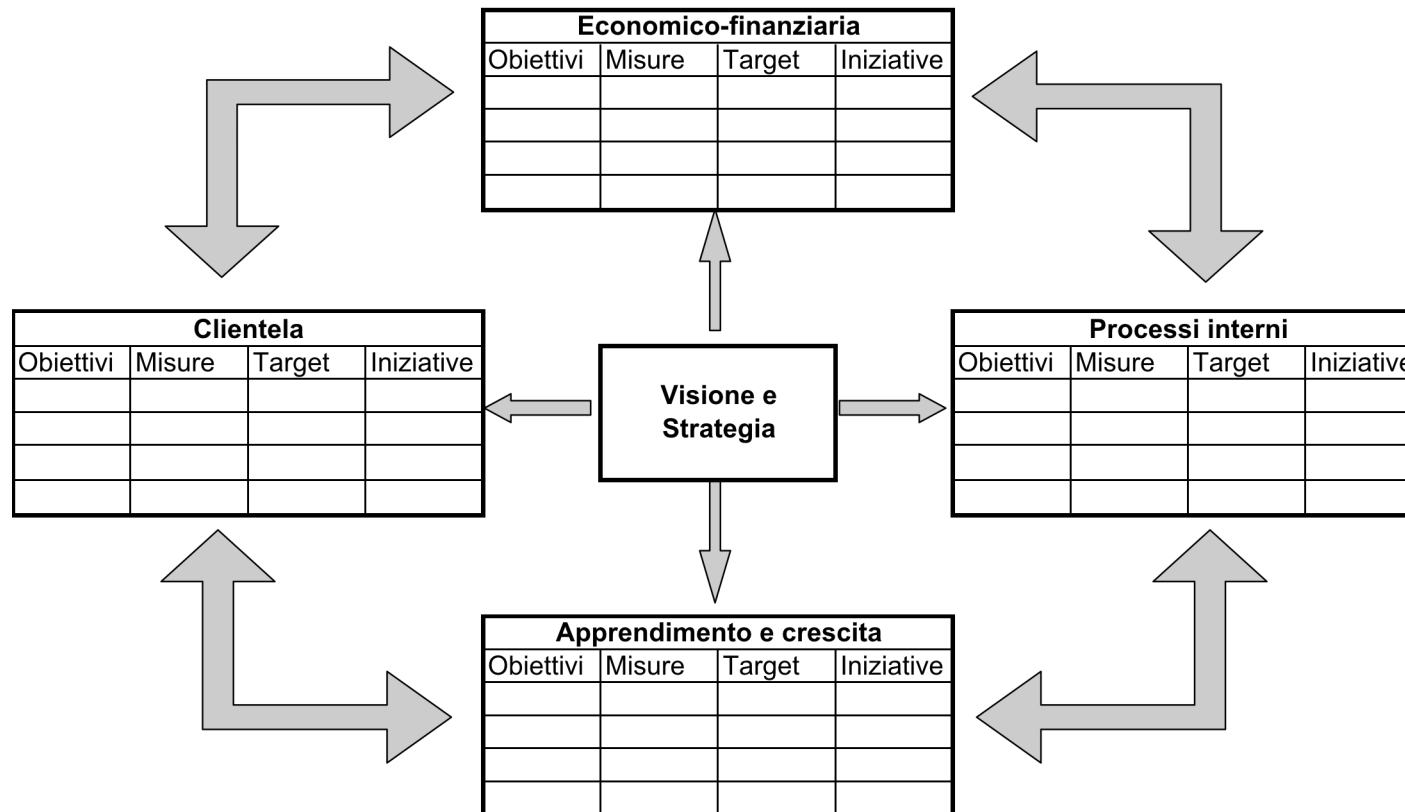 Economico-finanziaria
Obiettivi Misure Target Iniziative
Clientela
Obiettivi Misure Target Iniziative
Visione e
Strategia
Processi interni
Obiettivi Misure Target Iniziative
Apprendimento e crescita
Obiettivi Misure Target Iniziative